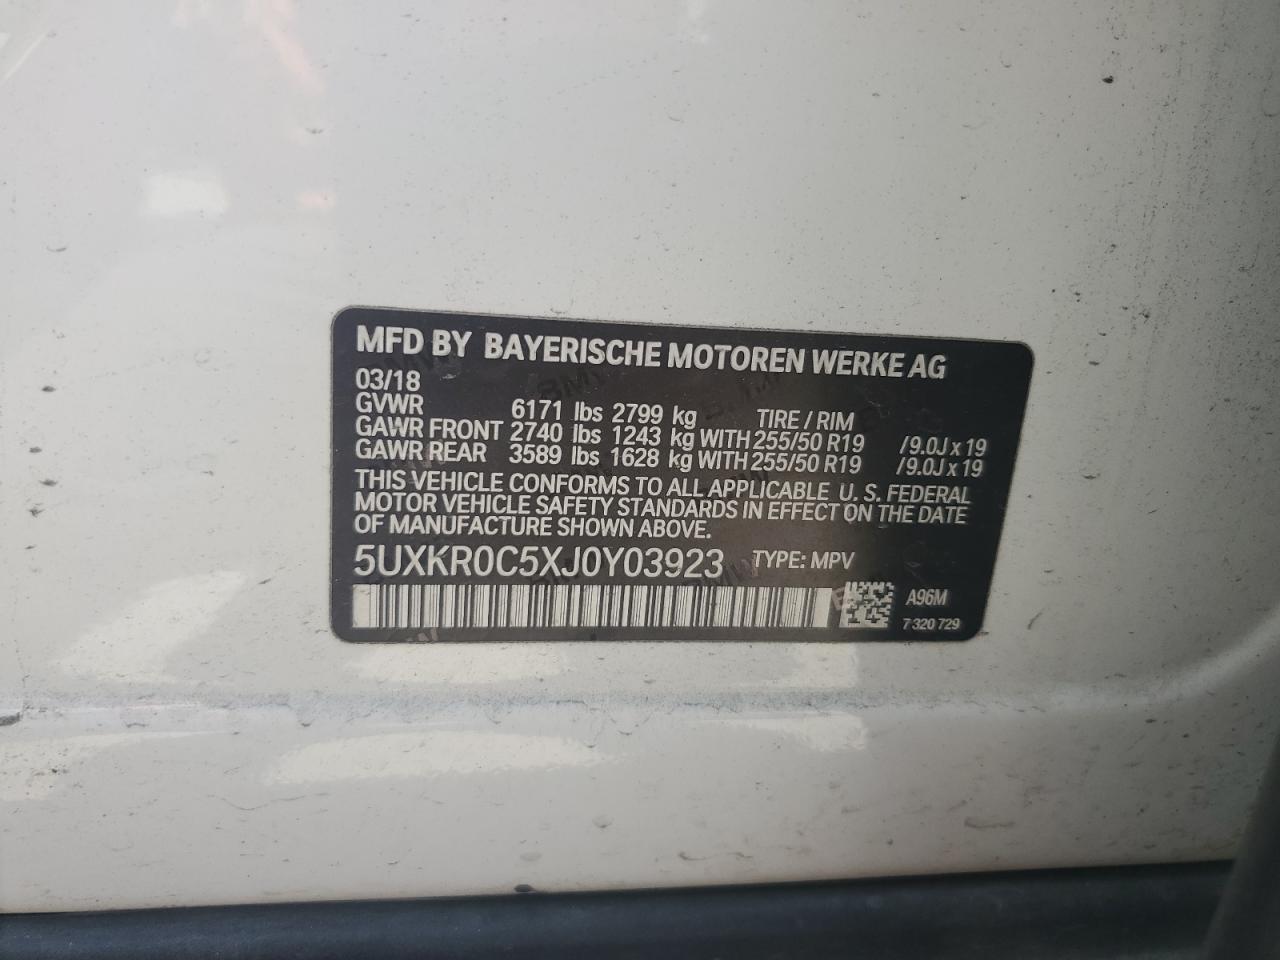 MFD BY BAYERISCHE MOTOREN WERKE AG
03/18
GVWR 6171 lbs 2799 kg TIRE / RIM
GAWR FRONT 2740 lbs 1243 kg WITH 255/50 R19 /9.0J x 19
GAWR REAR 3589 lbs 1628 kg WITH 255/50 R19 /9.0J x 19
THIS VEHICLE CONFORMS TO ALL APPLICABLE U. S. FEDERAL
MOTOR VEHICLE SAFETY STANDARDS IN EFFECT ON THE DATE
OF MANUFACTURE SHOWN ABOVE.
5UXKR0C5XJ0Y03923 TYPE: MPV
A96M
7 320 729